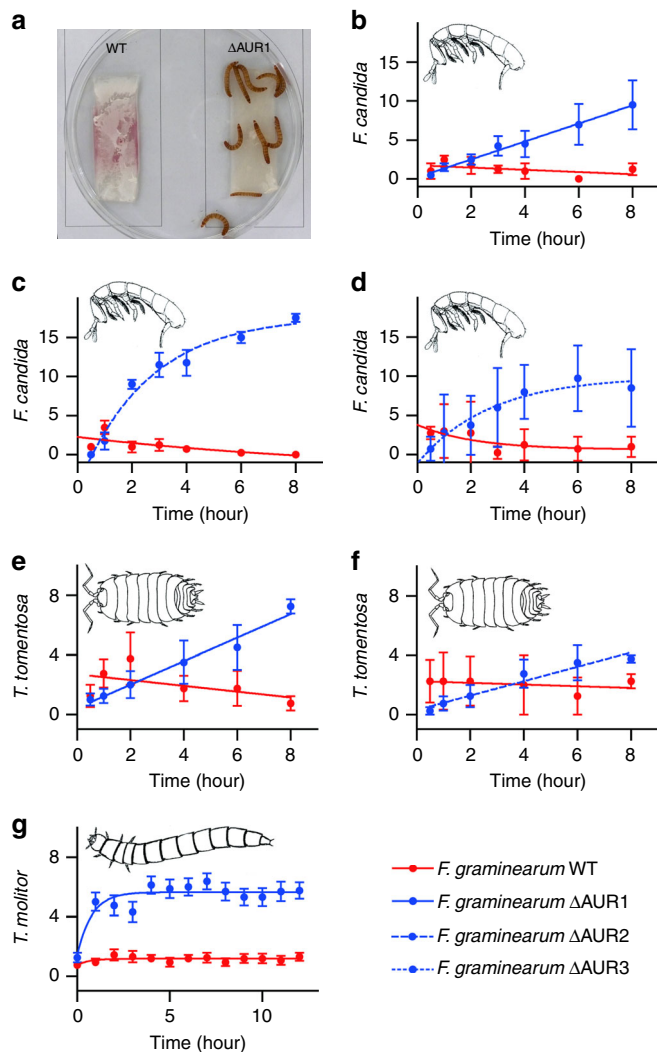 a
WT
ΔAUR1
b
F. candida
15
10
5
0
0 2 4 6 8
Time (hour)
c
F. candida
15
10
5
0
0 2 4 6 8
Time (hour)
d
F. candida
15
10
5
0
0 2 4 6 8
Time (hour)
e
T. tomentosa
8
4
0
0 2 4 6 8
Time (hour)
f
T. tomentosa
8
4
0
0 2 4 6 8
Time (hour)
g
T. molitor
8
4
0
0 5 10
Time (hour)
F. graminearum WT
F. graminearum ΔAUR1
F. graminearum ΔAUR2
F. graminearum ΔAUR3